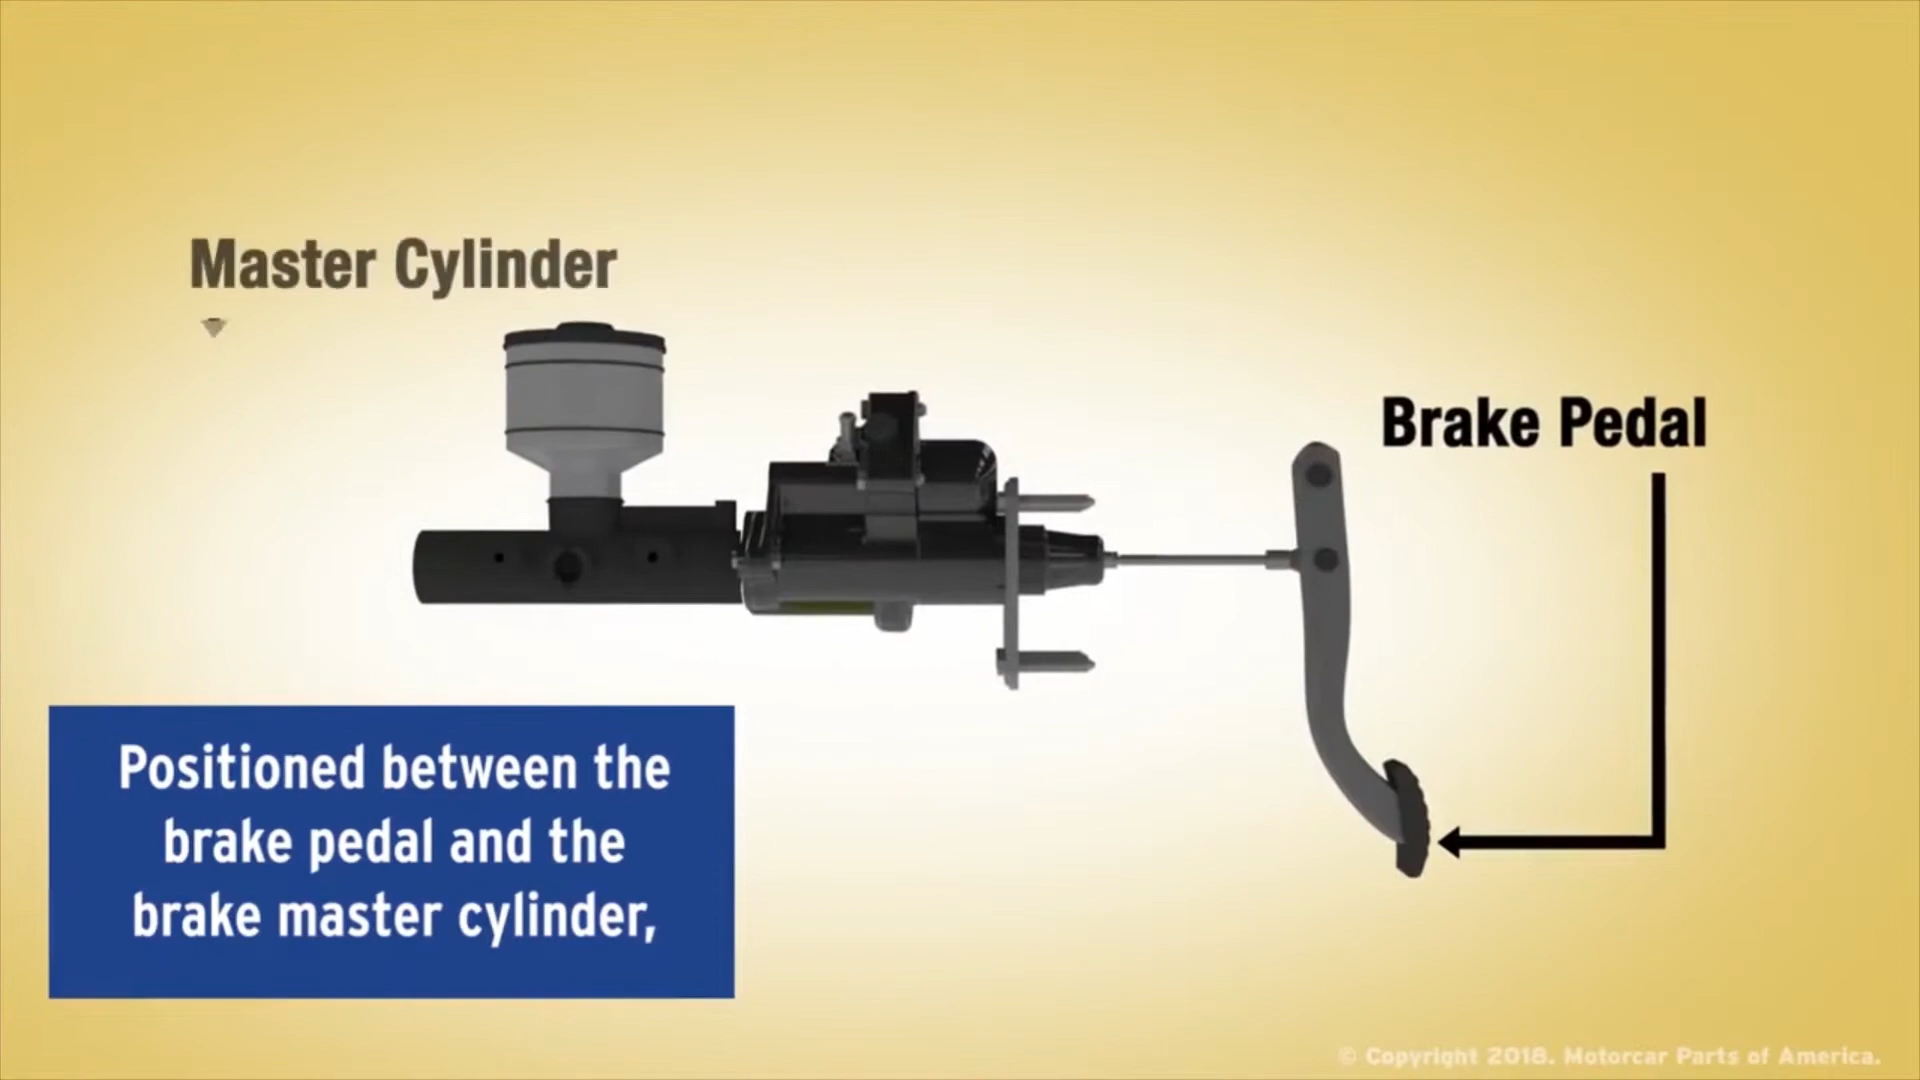 Master Cylinder
Brake Pedal
Positioned between the
brake pedal and the
brake master cylinder,
© Copyright 2018. Motorcar Parts of America.